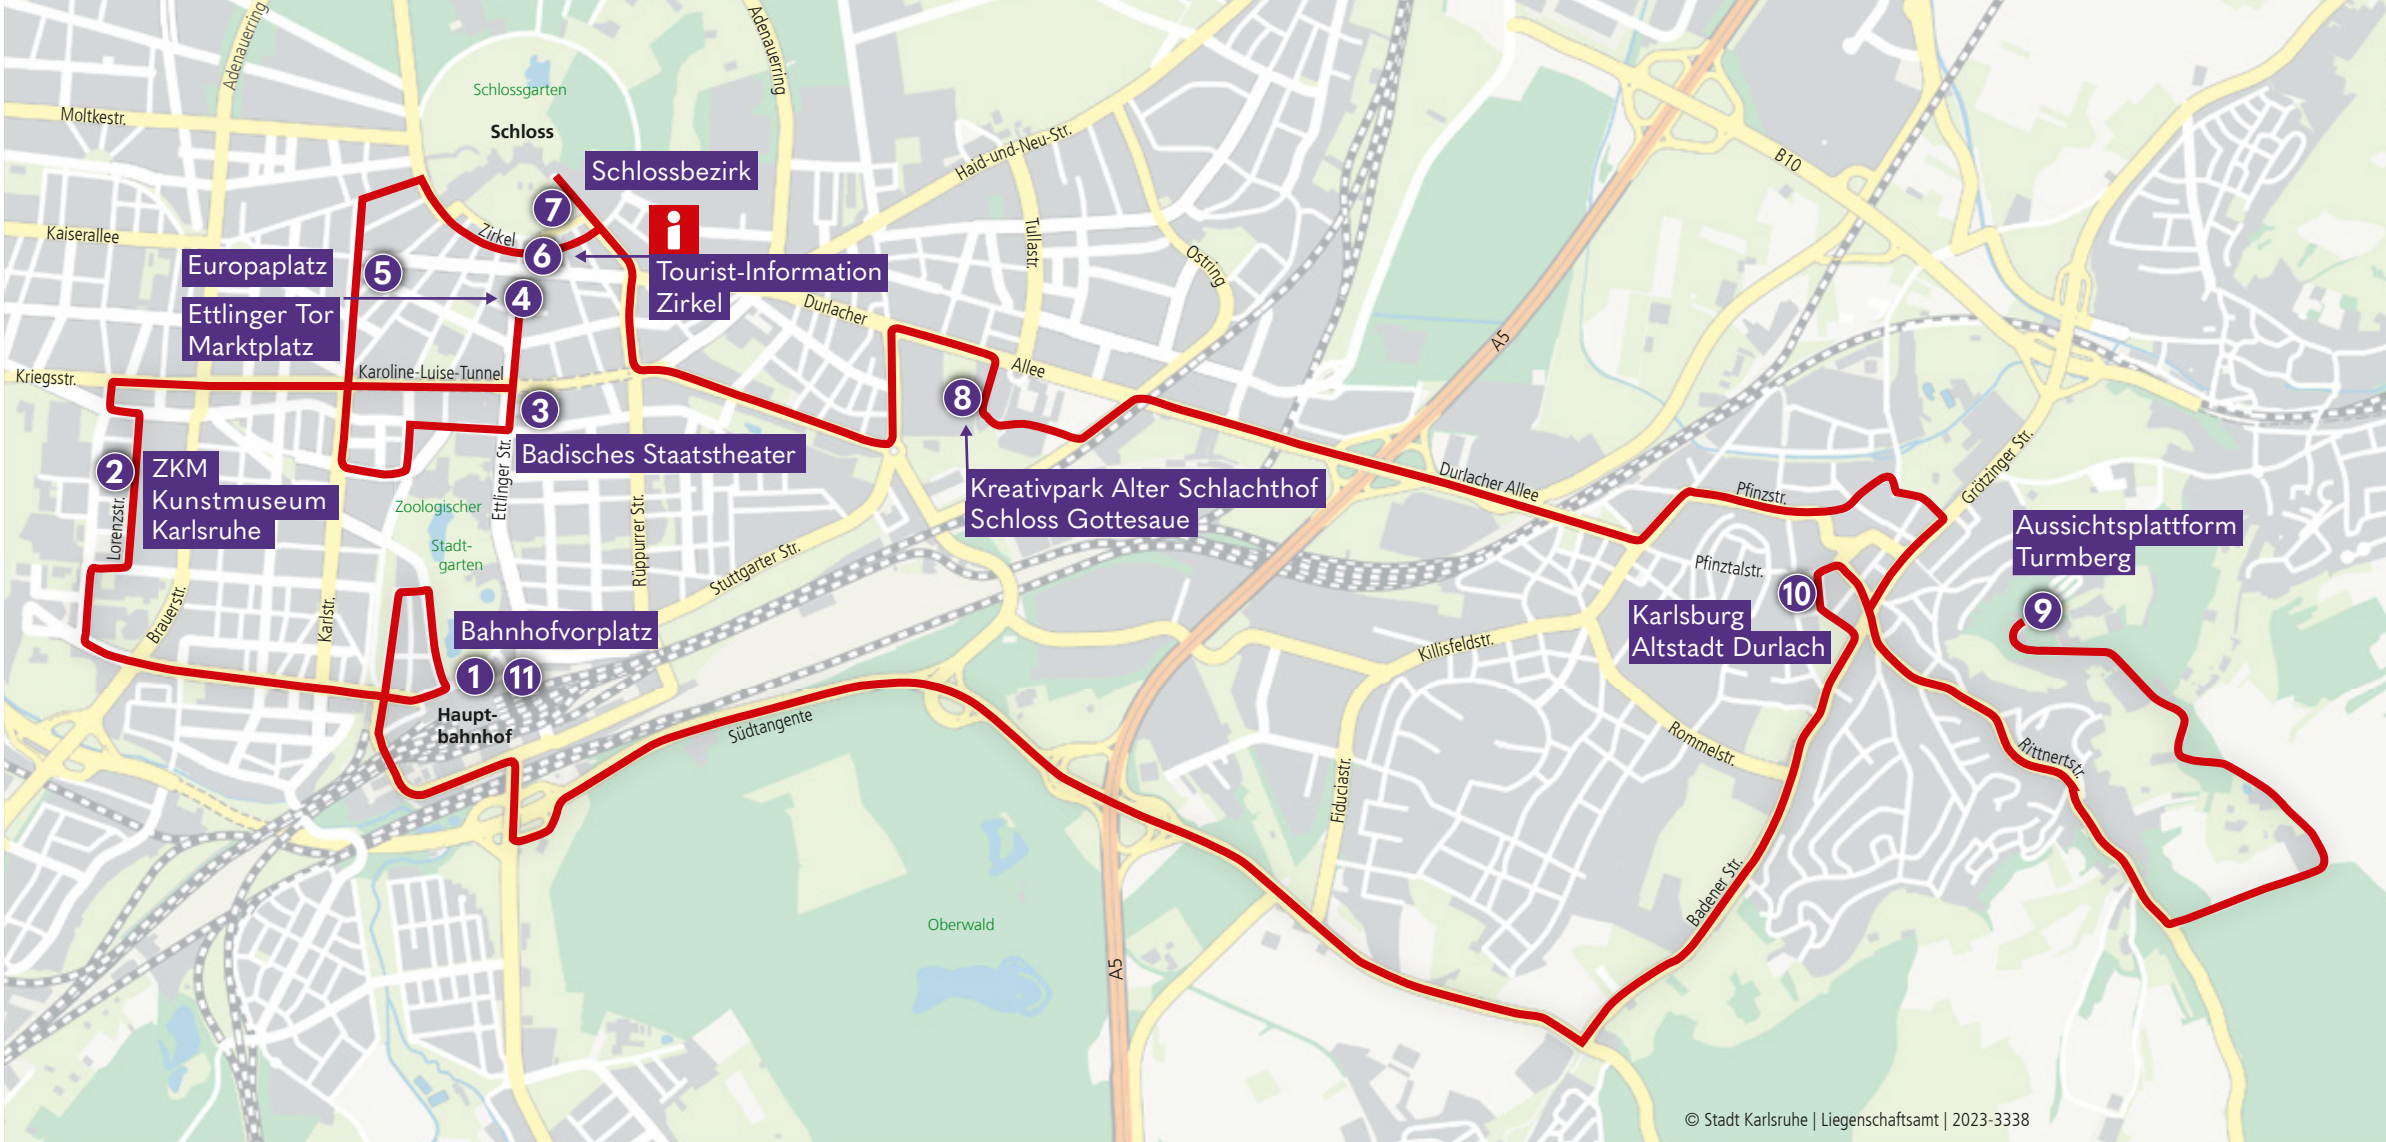 Adenauerring
Adenauerring
Schlossgarten
Moltkestr.
Schloss
Haid-und-Neu-Str.
B10
Schlossbezirk
7
i
Kaiserallee
Zirkel
6
Tullastr.
Ostring
Europaplatz
5
Tourist-Information
Zirkel
4
Ettlinger Tor
Marktplatz
Durlacher
Allee
A5
Kriegsstr.
Karoline-Luise-Tunnel
3
8
Badisches Staatstheater
Ettlinger Str.
2
ZKM
Kunstmuseum
Karlsruhe
Lorenzstr.
Zoologischer
Stadt-
garten
Rüppurrer Str.
Stuttgarter Str.
Kreativpark Alter Schlachthof
Schloss Gottesaue
Durlacher Allee
Pfinzstr.
Grötzinger Str.
Aussichtsplattform
Turmberg
9
Pfinztalstr.
10
Karlsburg
Altstadt Durlach
Brauerstr.
Karlstr.
Bahnhofvorplatz
1
11
Haupt-
bahnhof
Killisfeldstr.
Südtangente
Rommelstr.
Rittnertstr.
Fiduciastr.
Badener Str.
Oberwald
A5
© Stadt Karlsruhe | Liegenschaftsamt | 2023-3338